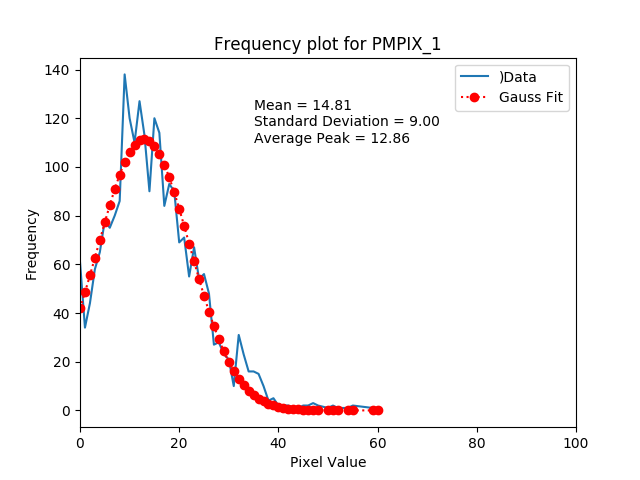 Frequency plot for PMPIX_1
)Data
Gauss Fit
Mean = 14.81
Standard Deviation = 9.00
Average Peak = 12.86
Frequency
140
120
100
80
60
40
20
0
0 20 40 60 80 100
Pixel Value